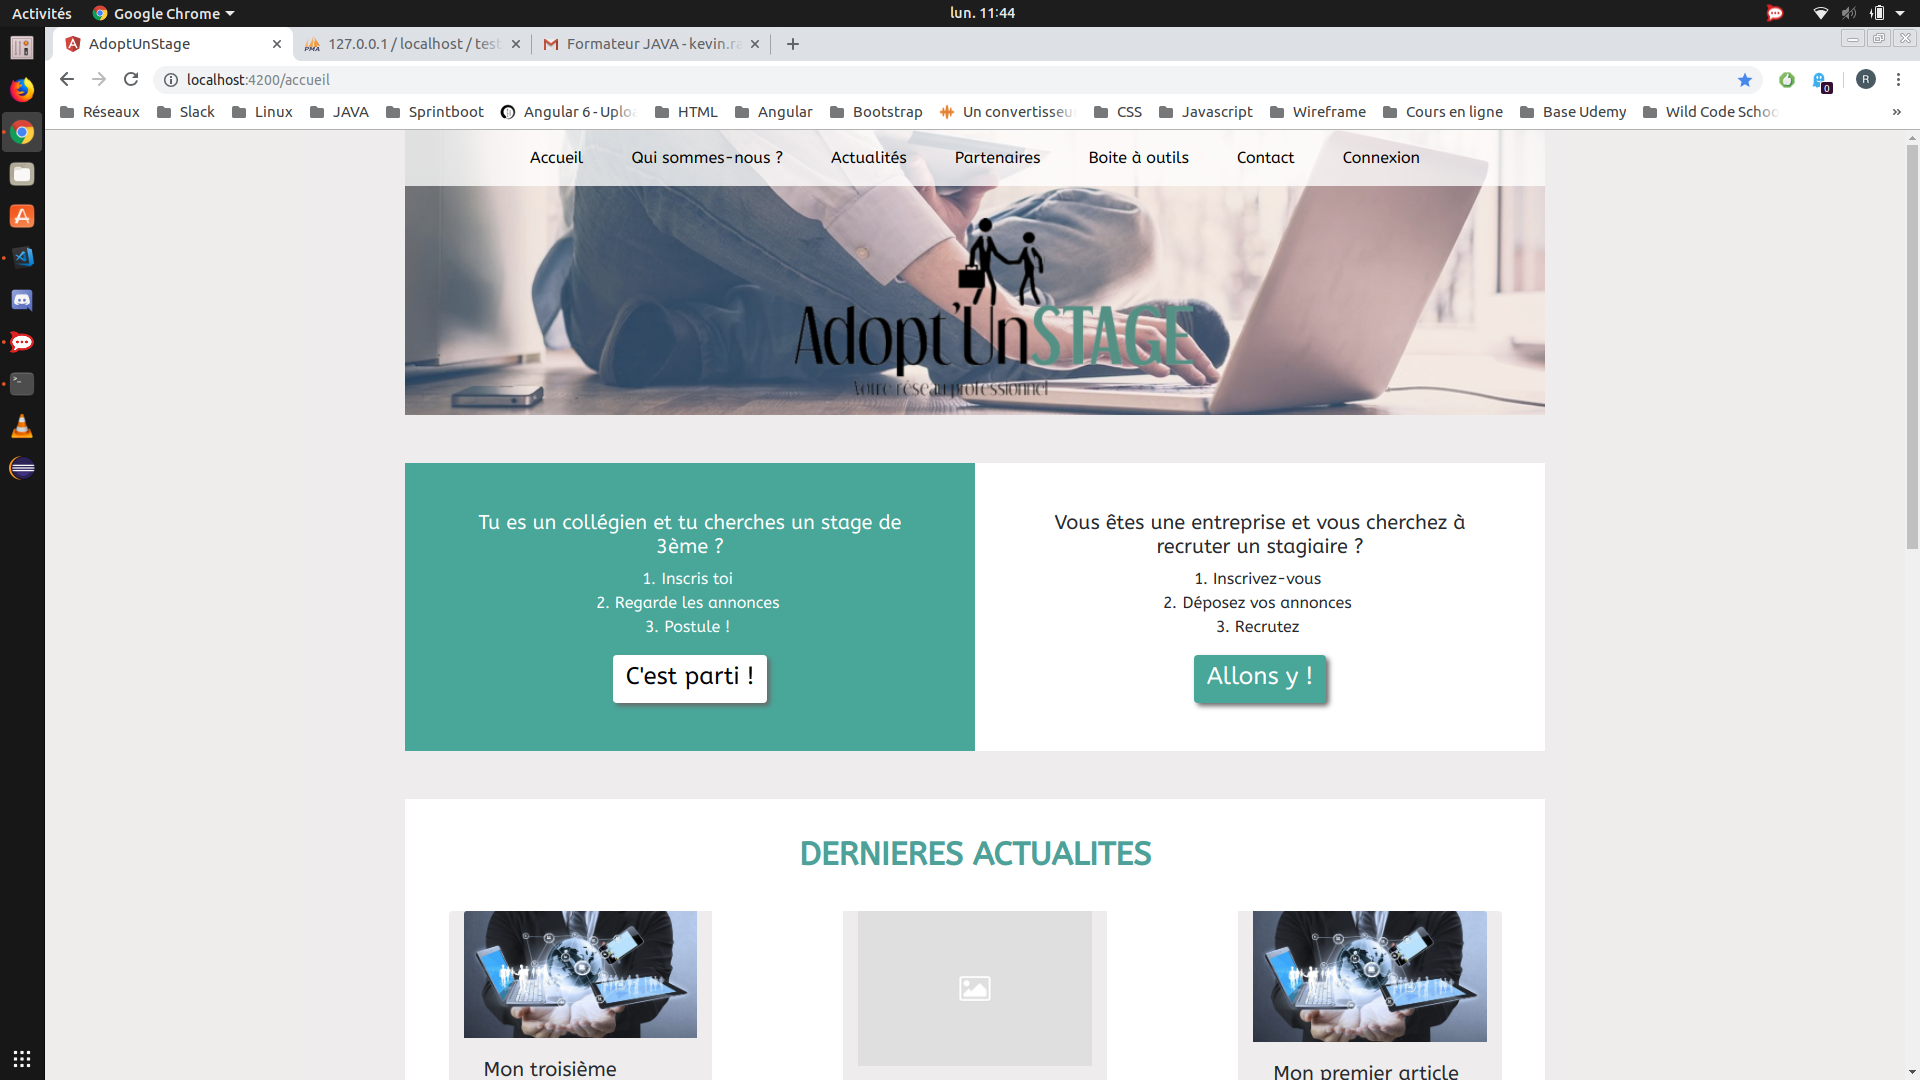 Activités
Google Chrome
lun. 11:44
AdoptUnStage
127.0.0.1 / localhost / test
Formateur JAVA - kevin.ra
localhost:4200/accueil
R
0
Réseaux
Slack
Linux
JAVA
Sprintboot
Angular 6 - Uploa
HTML
Angular
Bootstrap
Un convertisseu
CSS
Javascript
Wireframe
Cours en ligne
Base Udemy
Wild Code Schoo
»
Accueil
Qui sommes-nous ?
Actualités
Partenaires
Boite à outils
Contact
Connexion
Adopt'UnSTAGE
Votre réseau professionnel
Tu es un collégien et tu cherches un stage de
3ème ?
1. Inscris toi
2. Regarde les annonces
3. Postule !
C'est parti !
Vous êtes une entreprise et vous cherchez à
recruter un stagiaire ?
1. Inscrivez-vous
2. Déposez vos annonces
3. Recrutez
Allons y !
DERNIERES ACTUALITES
Mon troisième
Mon premier article